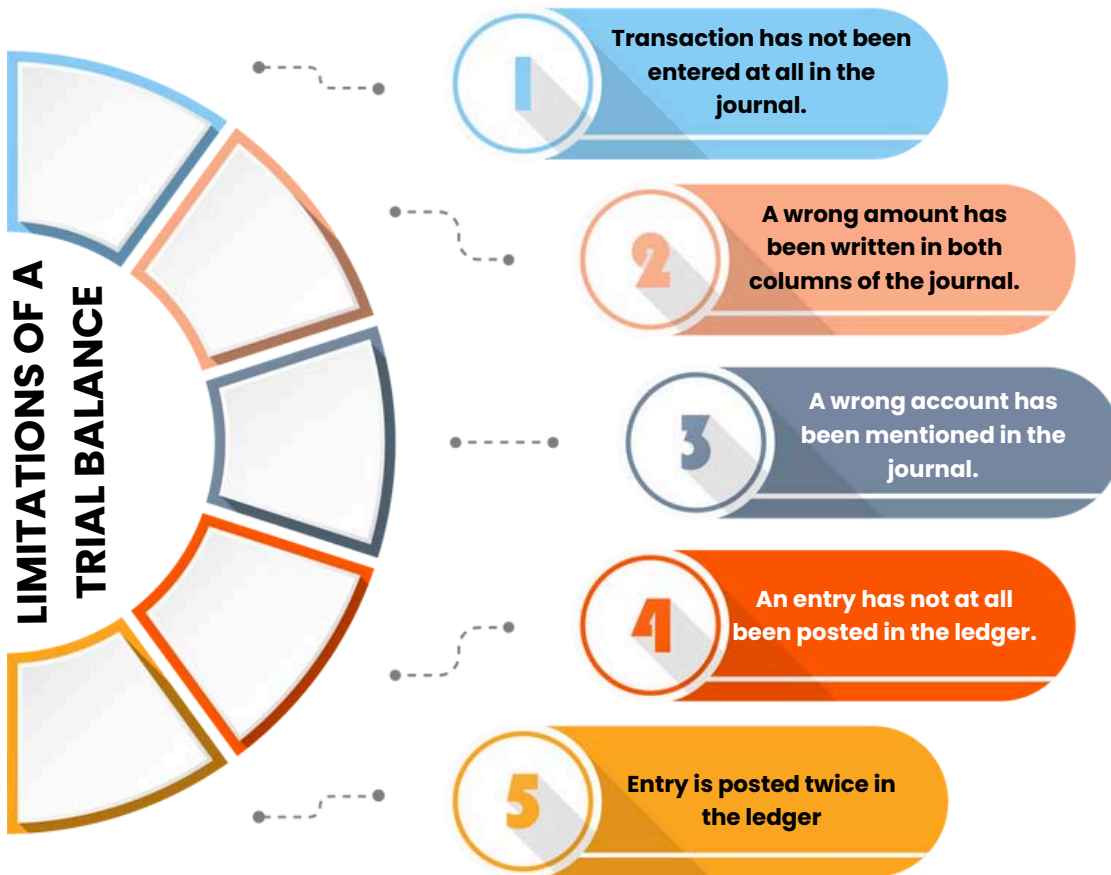 LIMITATIONS OF A
TRIAL BALANCE
1
Transaction has not been
entered at all in the
journal.
2
A wrong amount has
been written in both
columns of the journal.
3
A wrong account has
been mentioned in the
journal.
4
An entry has not at all
been posted in the ledger.
5
Entry is posted twice in
the ledger